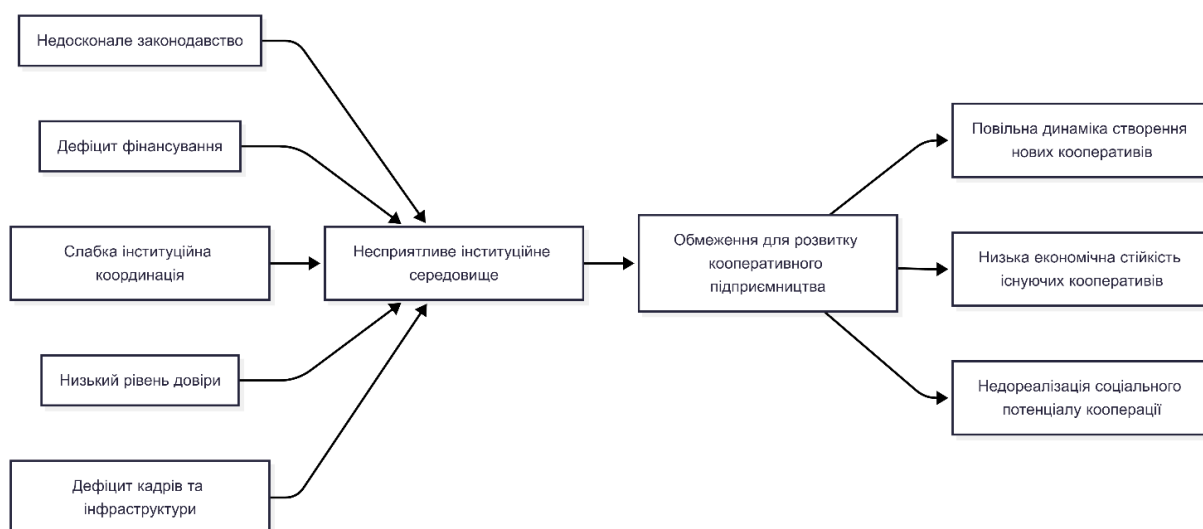 Недосконале законодавство
Дефіцит фінансування
Слабка інституційна
координація
Низький рівень довіри
Дефіцит кадрів та
інфраструктури
Несприятливе інституційне
середовище
Обмеження для розвитку
кооперативного
підприємництва
Повільна динаміка створення
нових кооперативів
Низька економічна стійкість
існуючих кооперативів
Недореалізація соціального
потенціалу кооперації